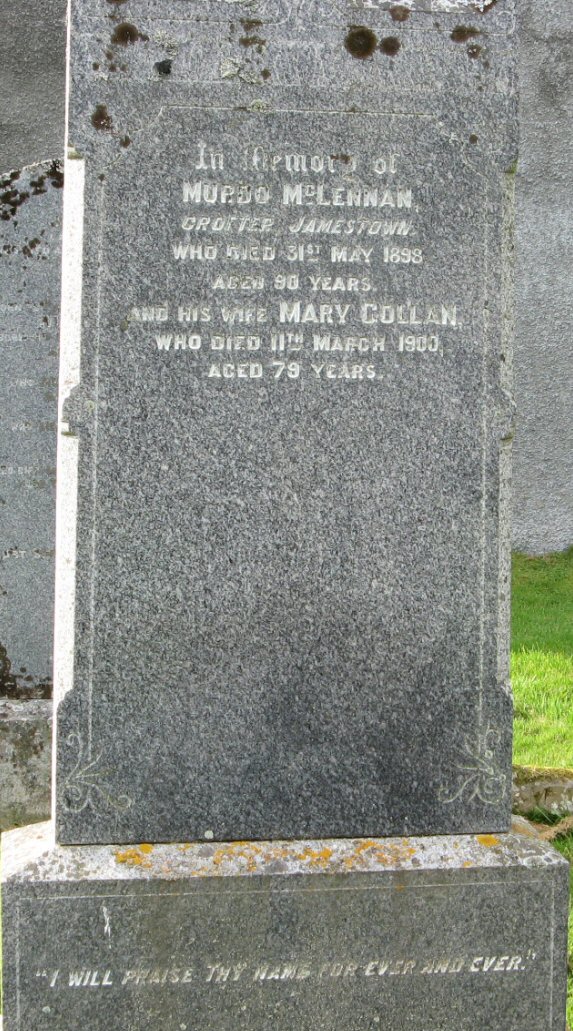 In Memory of
MURDO McLENNAN,
CROFTER JAMESTOWN.
WHO DIED 31ST MAY 1898
AGED 90 YEARS.
AND HIS WIFE MARY GOLLAN,
WHO DIED 11TH MARCH 1900,
AGED 79 YEARS.
"I WILL PRAISE THY NAME FOR EVER AND EVER."